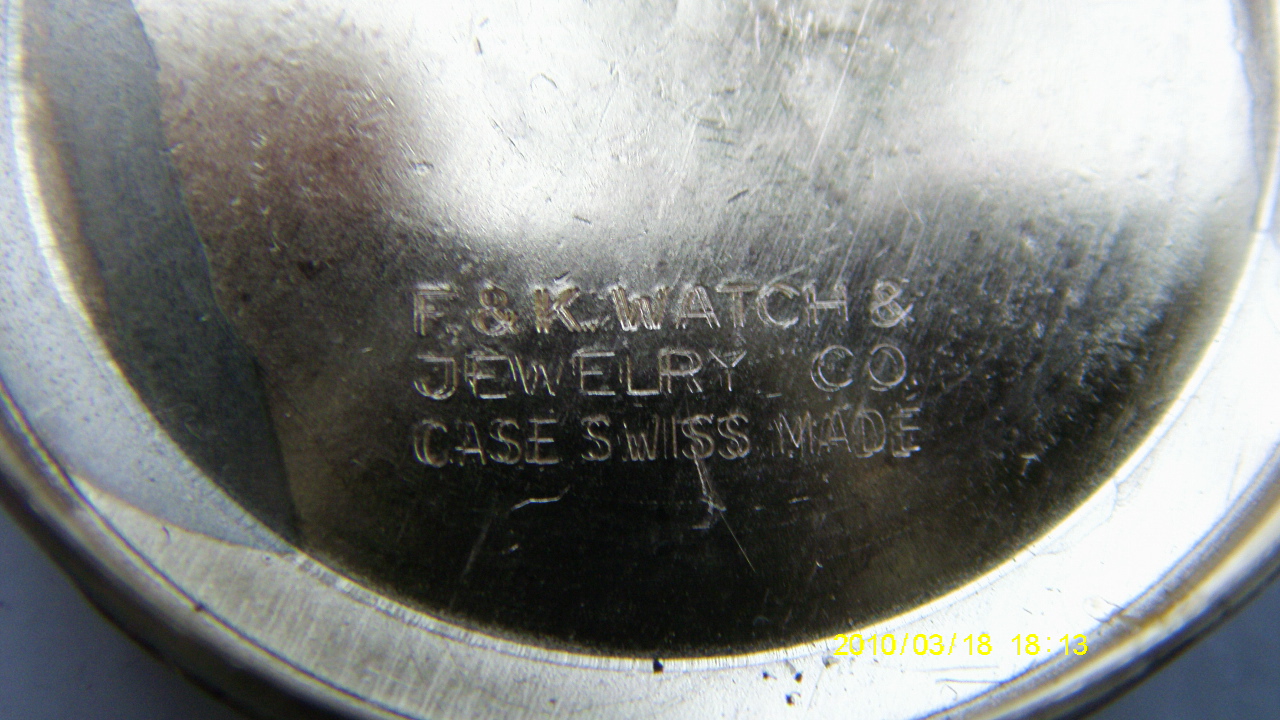 F. & K. WATCH &
JEWELRY CO.
CASE SWISS MADE
2010/03/18 18:13